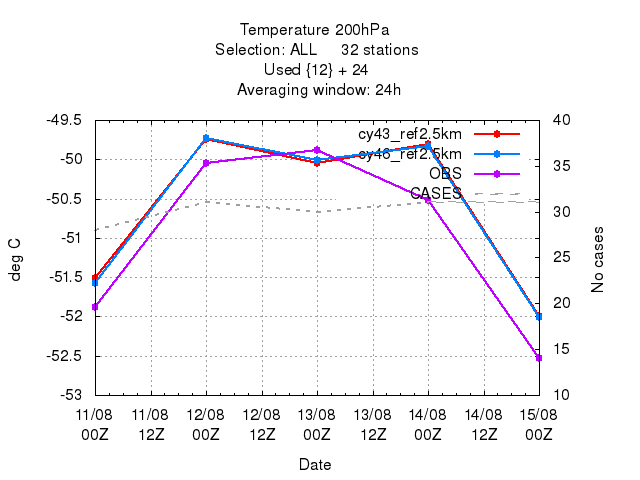 Temperature 200hPa
Selection: ALL 32 stations
Used {12} + 24
Averaging window: 24h
-49.5
-50
-50.5
-51
-51.5
-52
-52.5
-53
deg C
40
35
30
25
20
15
10
No cases
cy43_ref2.5km
cy46_ref2.5km
OBS
CASES
11/08 11/08 12/08 12/08 13/08 13/08 14/08 14/08 15/08
00Z 12Z 00Z 12Z 00Z 12Z 00Z 12Z 00Z
Date